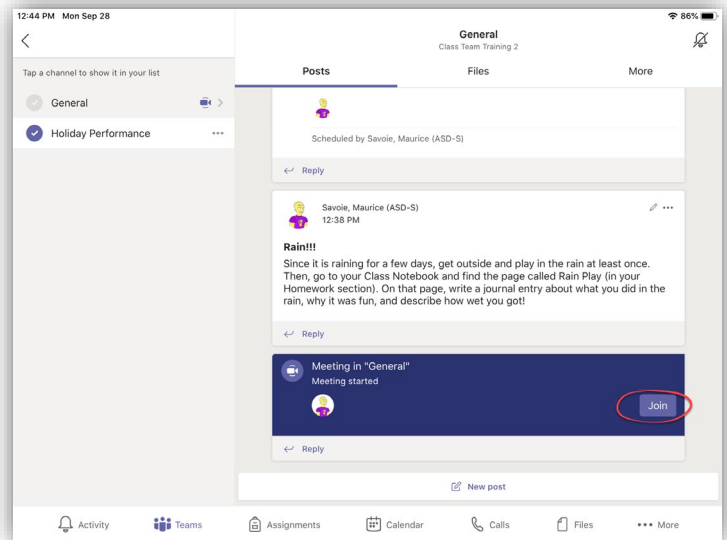 12:44 PM Mon Sep 28
86%
General
Class Team Training 2
Tap a channel to show it in your list
General
Holiday Performance
Posts Files More
Scheduled by Savoie, Maurice (ASD-S)
Reply
Savoie, Maurice (ASD-S)
12:38 PM
Rain!!!
Since it is raining for a few days, get outside and play in the rain at least once.
Then, go to your Class Notebook and find the page called Rain Play (in your
Homework section). On that page, write a journal entry about what you did in the
rain, why it was fun, and describe how wet you got!
Reply
Meeting in "General"
Meeting started
Join
Reply
New post
Activity Teams Assignments Calendar Calls Files More